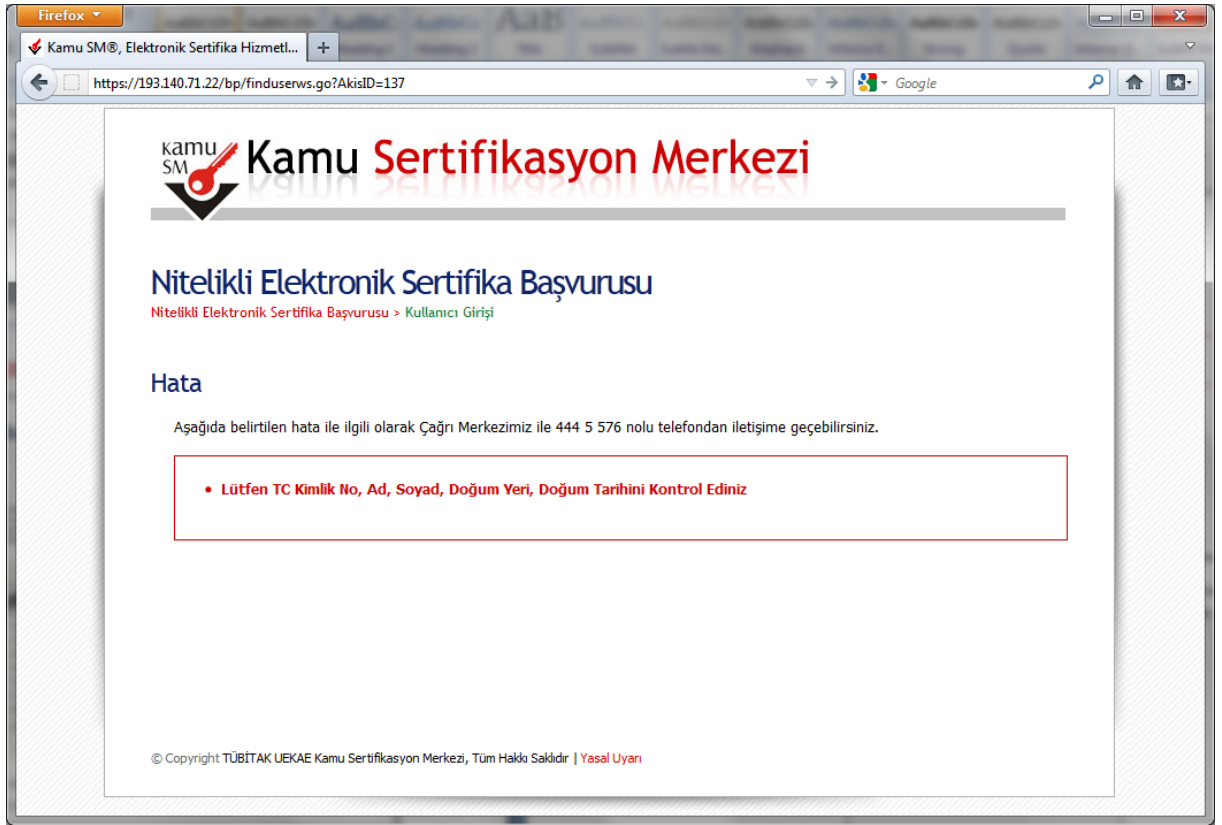 Firefox
Kamu SM®, Elektronik Sertifika Hizmetl...
https://193.140.71.22/bp/finduserws.go?AkisID=137
Google
Kamu SM
Kamu Sertifikasyon Merkezi
Nitelikli Elektronik Sertifika Başvurusu
Nitelikli Elektronik Sertifika Başvurusu > Kullanıcı Girişi
Hata
Aşağıda belirtilen hata ile ilgili olarak Çağrı Merkezimiz ile 444 5 576 nolu telefondan iletişime geçebilirsiniz.
• Lütfen TC Kimlik No, Ad, Soyad, Doğum Yeri, Doğum Tarihini Kontrol Ediniz
© Copyright TÜBİTAK UEKAE Kamu Sertifikasyon Merkezi, Tüm Hakkı Saklıdır | Yasal Uyarı